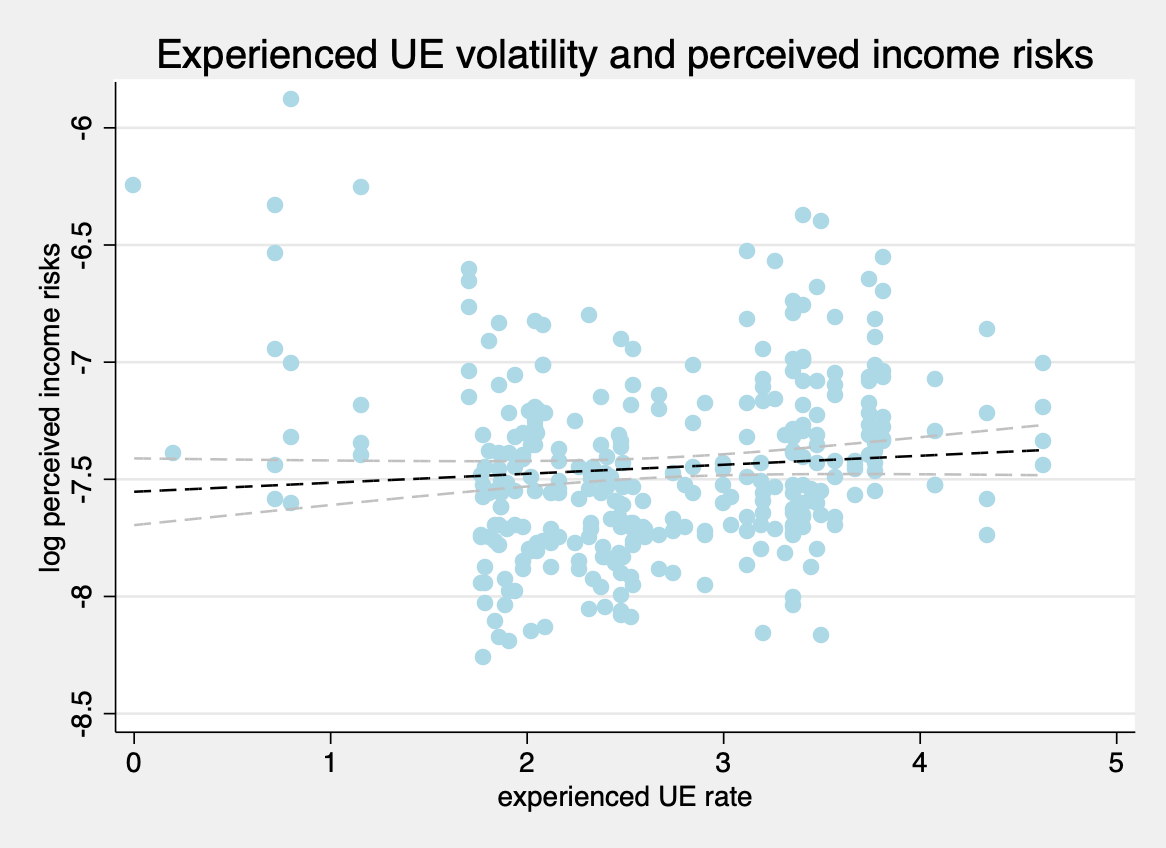 Experienced UE volatility and perceived income risks
log perceived income risks
-6
-6.5
-7
-7.5
-8
-8.5
0 1 2 3 4 5
experienced UE rate